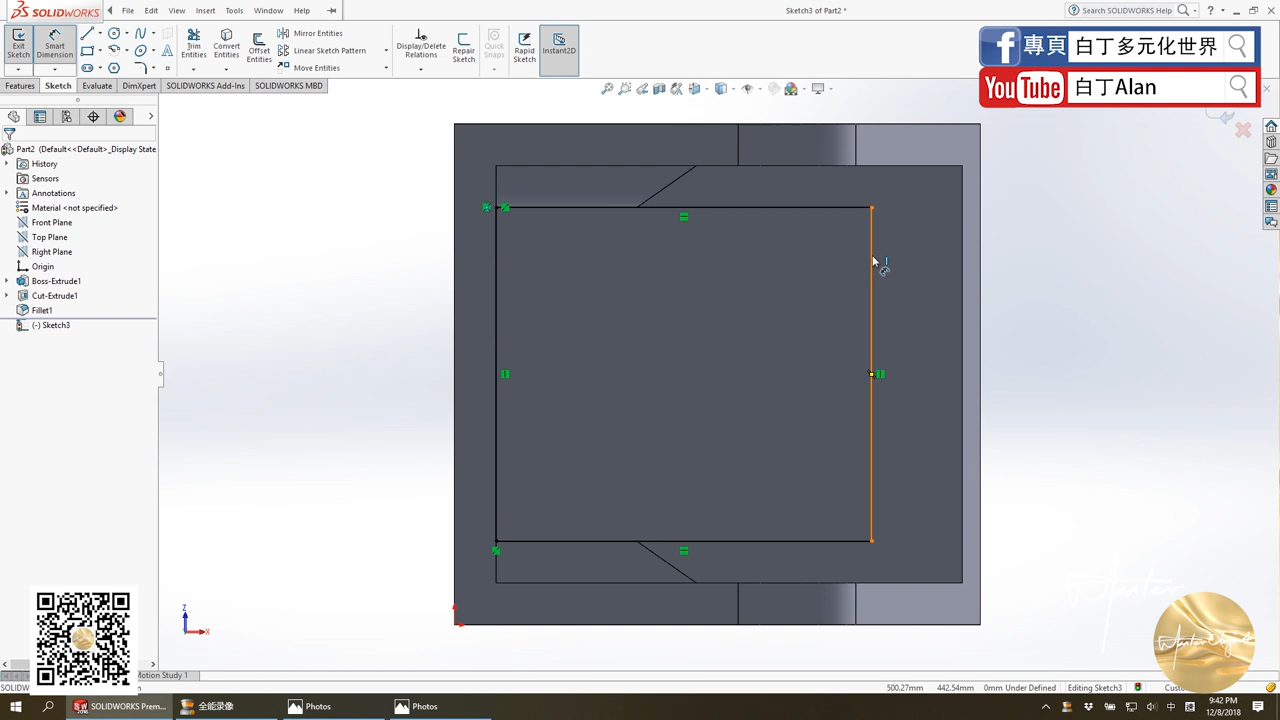 SOLIDWORKS
File Edit View Insert Tools Window Help
Sketch3 of Part2 *
Search SOLIDWORKS Help
Exit Sketch
Smart Dimension
Trim Entities
Convert Entities
Offset Entities
Mirror Entities
Linear Sketch Pattern
Move Entities
Display/Delete Relations
Repair Sketch
Quick Snaps
Rapid Sketch
Instant2D
f 專頁 白丁多元化世界
YouTube 白丁Alan
Features Sketch Evaluate DimXpert SOLIDWORKS Add-Ins SOLIDWORKS MBD
Part2 (Default<<Default>_Display State
History
Sensors
Annotations
Material <not specified>
Front Plane
Top Plane
Right Plane
Origin
Boss-Extrude1
Cut-Extrude1
Fillet1
(-) Sketch3
Z
X
Motion Study 1
SOLIDW
500.27mm 442.54mm 0mm Under Defined Editing Sketch3
SOLIDWORKS Prem...
全能录像
Photos
Photos
中
9:42 PM
12/8/2018